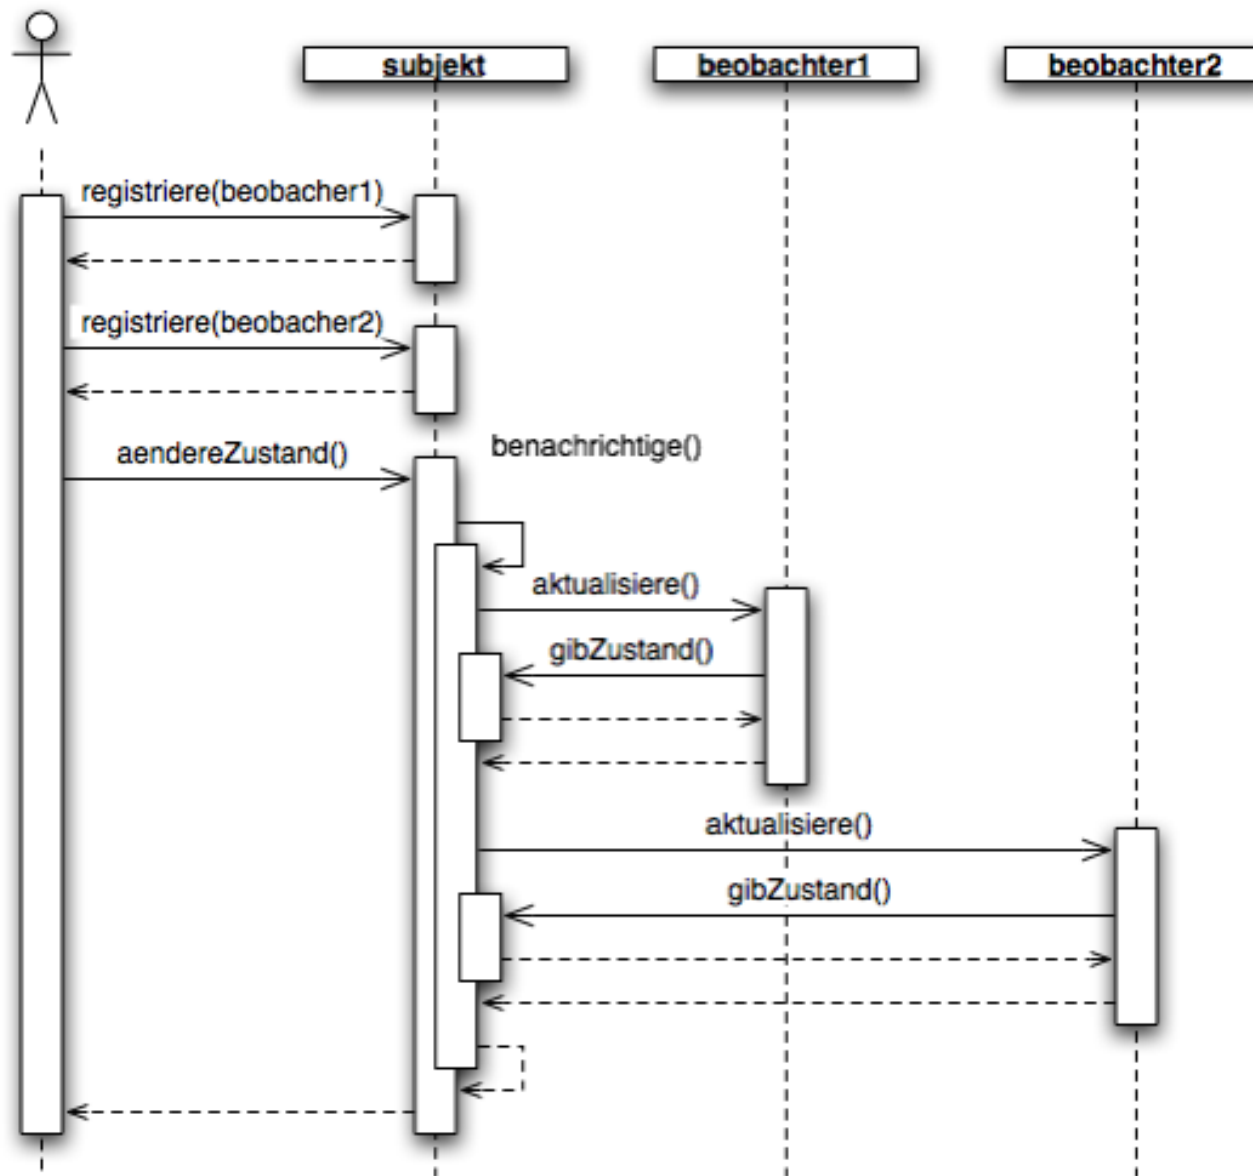 subjekt
beobachter1
beobachter2
registriere(beobacher1)
registriere(beobacher2)
aendereZustand()
benachrichtige()
aktualisiere()
gibZustand()
aktualisiere()
gibZustand()